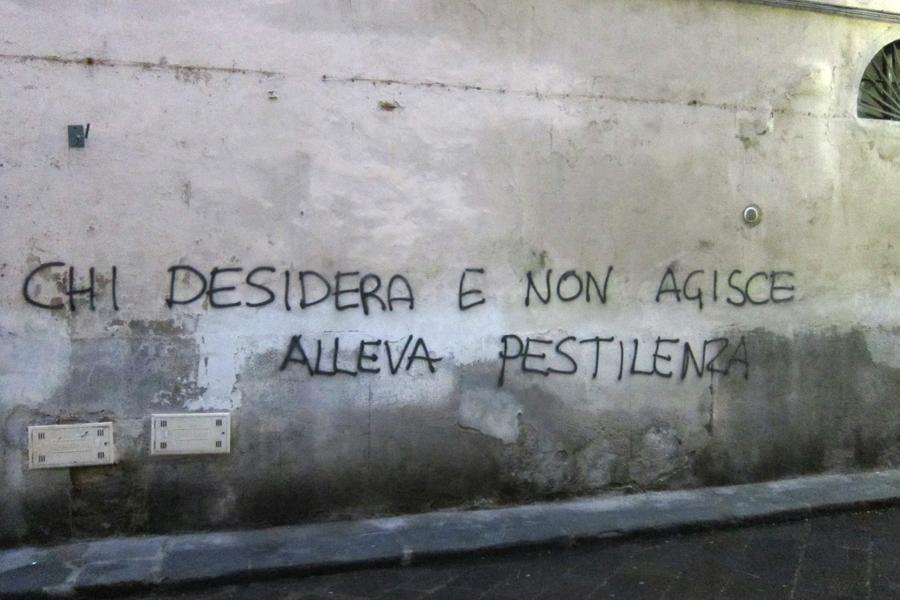 CHI DESIDERA E NON AGISCE
ALLEVA PESTILENZA